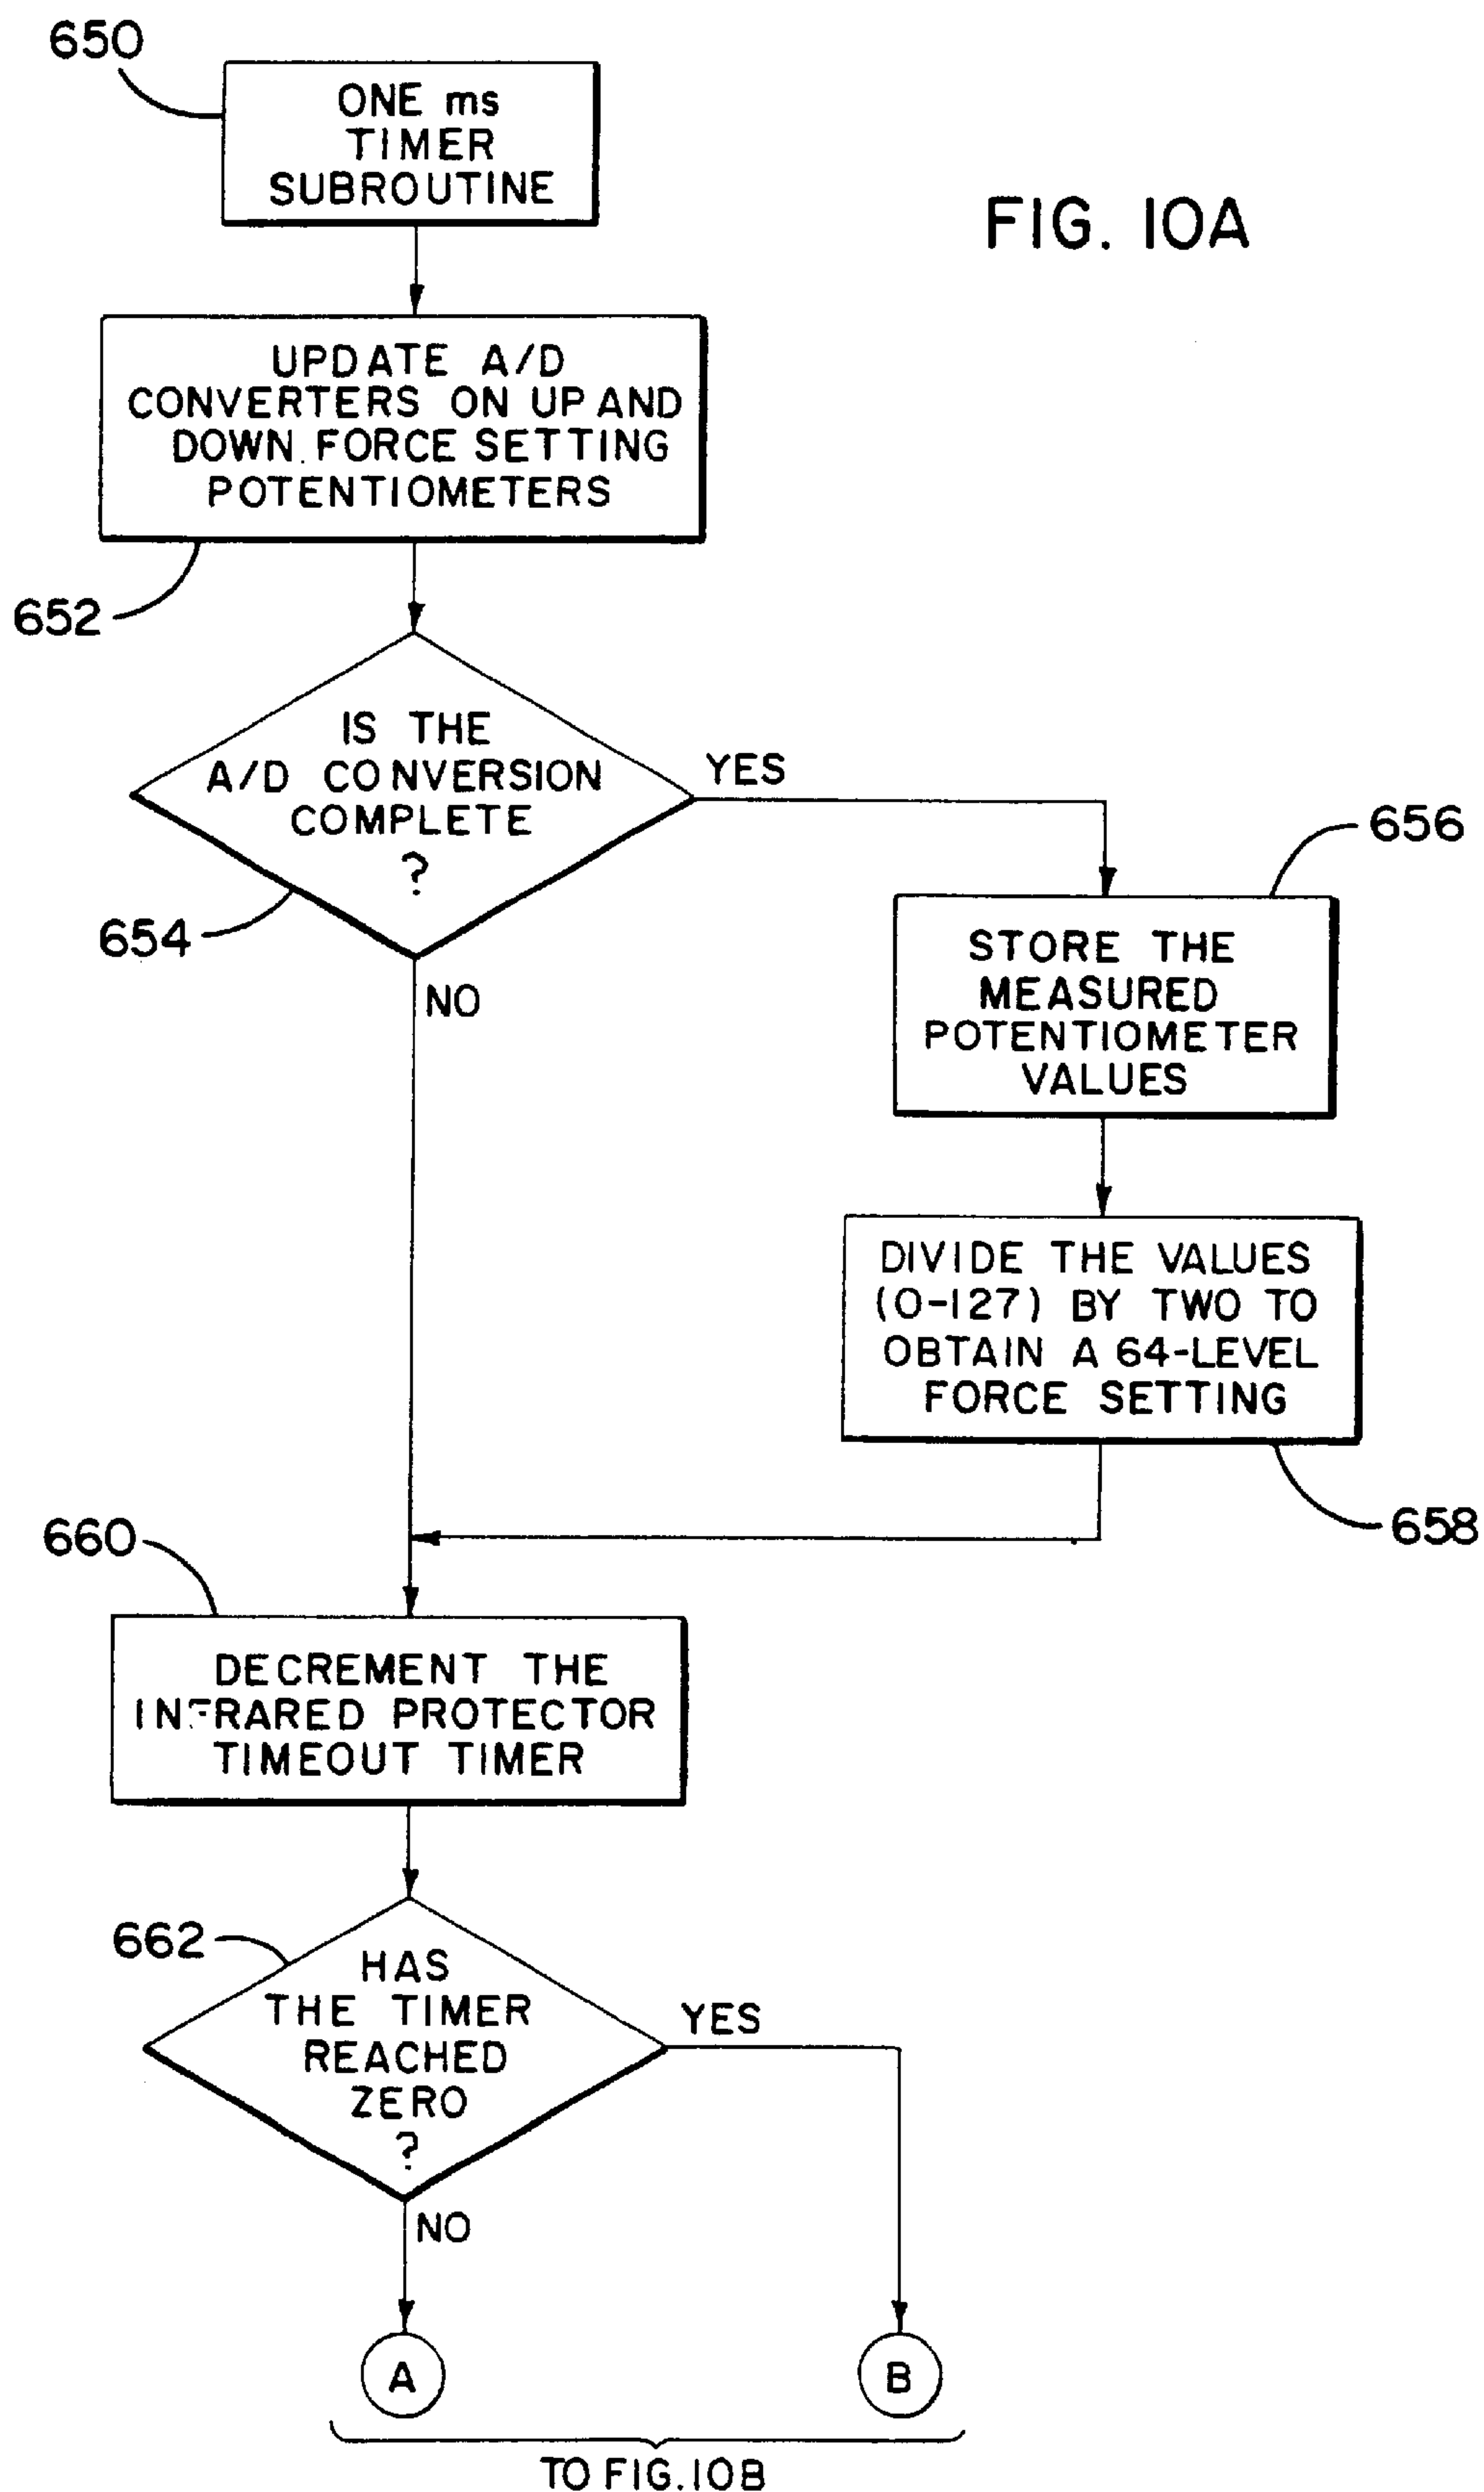 650
ONE ms
TIMER
SUBROUTINE
FIG. 10A
UPDATE A/D
CONVERTERS ON UP AND
DOWN FORCE SETTING
POTENTIOMETERS
652
IS THE
A/D CONVERSION
COMPLETE
?
YES
654
NO
656
STORE THE
MEASURED
POTENTIOMETER
VALUES
DIVIDE THE VALUES
(0-127) BY TWO TO
OBTAIN A 64-LEVEL
FORCE SETTING
658
660
DECREMENT THE
INFRARED PROTECTOR
TIMEOUT TIMER
662
HAS
THE TIMER
REACHED
ZERO
?
YES
NO
A
B
TO FIG. 10B